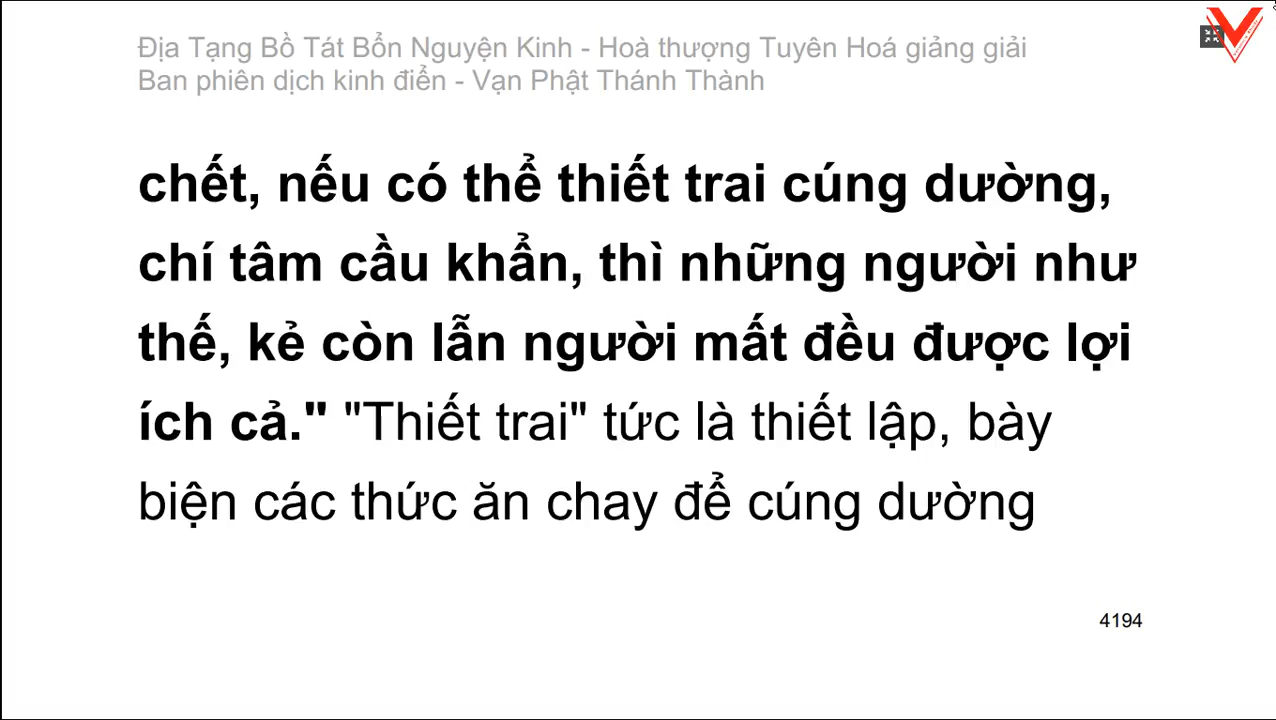 Địa Tạng Bồ Tát Bổn Nguyện Kinh - Hoà thượng Tuyên Hoá giảng giải
Ban phiên dịch kinh điển - Vạn Phật Thánh Thành
chết, nếu có thể thiết trai cúng dường,
chí tâm cầu khẩn, thì những người như
thế, kẻ còn lẫn người mất đều được lợi
ích cả." "Thiết trai" tức là thiết lập, bày
biện các thức ăn chay để cúng dường
4194